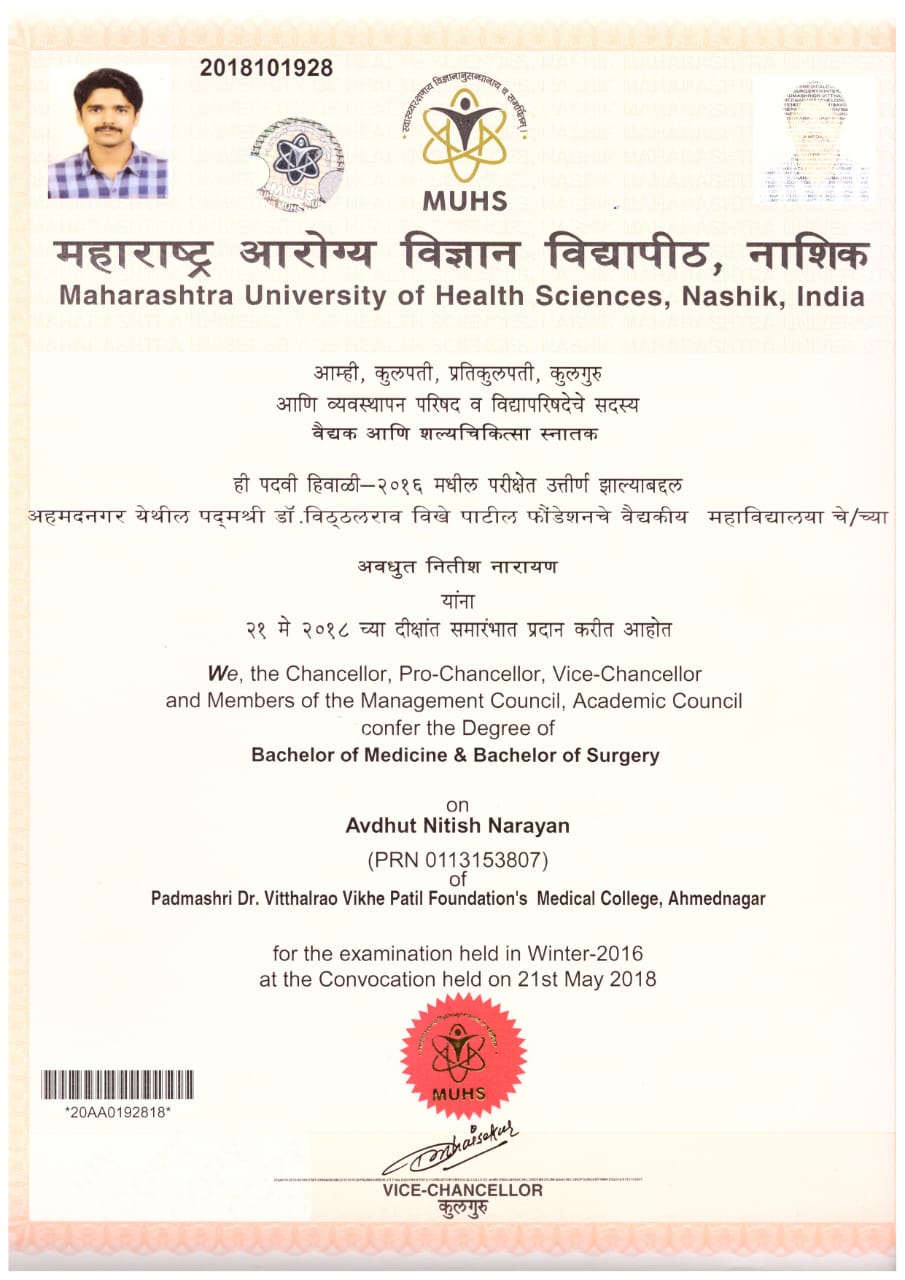 2018101928
स्वास्थ्यरक्षणाय विज्ञानानुसन्धानाय च समर्पितम्।
MUHS
MUHS
MUHS
महाराष्ट्र आरोग्य विज्ञान विद्यापीठ, नाशिक
Maharashtra University of Health Sciences, Nashik, India
आम्ही, कुलपती, प्रतिकुलपती, कुलगुरु
आणि व्यवस्थापन परिषद व विद्यापरिषदेचे सदस्य
वैद्यक आणि शल्यचिकित्सा स्नातक
ही पदवी हिवाळी–२०१६ मधील परीक्षेत उत्तीर्ण झाल्याबद्दल
अहमदनगर येथील पद्मश्री डॉ.विठ्ठलराव विखे पाटील फौंडेशनचे वैद्यकीय महाविद्यालया चे/च्या
अवधुत नितीश नारायण
यांना
२१ मे २०१८ च्या दीक्षांत समारंभात प्रदान करीत आहोत
We, the Chancellor, Pro-Chancellor, Vice-Chancellor
and Members of the Management Council, Academic Council
confer the Degree of
Bachelor of Medicine & Bachelor of Surgery
on
Avdhut Nitish Narayan
(PRN 0113153807)
of
Padmashri Dr. Vitthalrao Vikhe Patil Foundation's Medical College, Ahmednagar
for the examination held in Winter-2016
at the Convocation held on 21st May 2018
MUHS
*20AA0192818*
VICE-CHANCELLOR
कुलगुरु